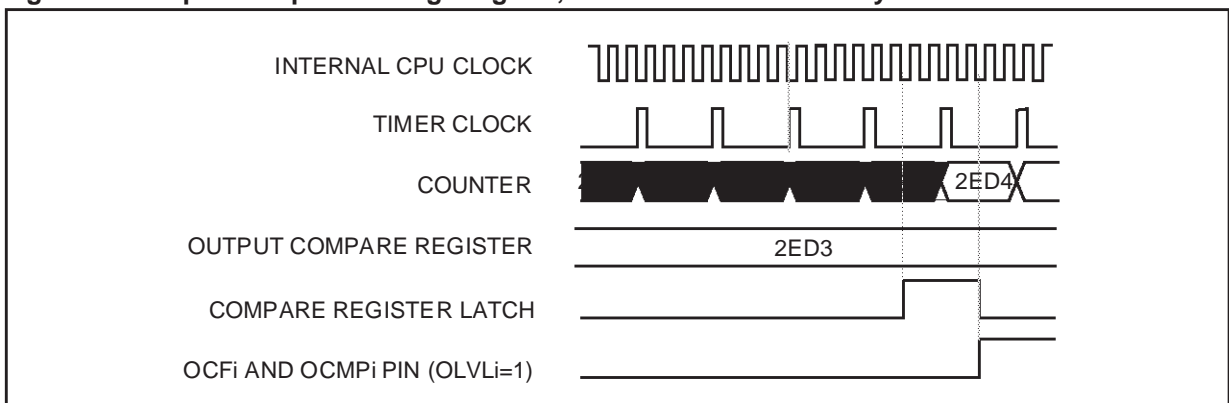 INTERNAL CPU CLOCK
TIMER CLOCK
COUNTER
2ED4
OUTPUT COMPARE REGISTER
2ED3
COMPARE REGISTER LATCH
OCFi AND OCMPi PIN (OLVLi=1)